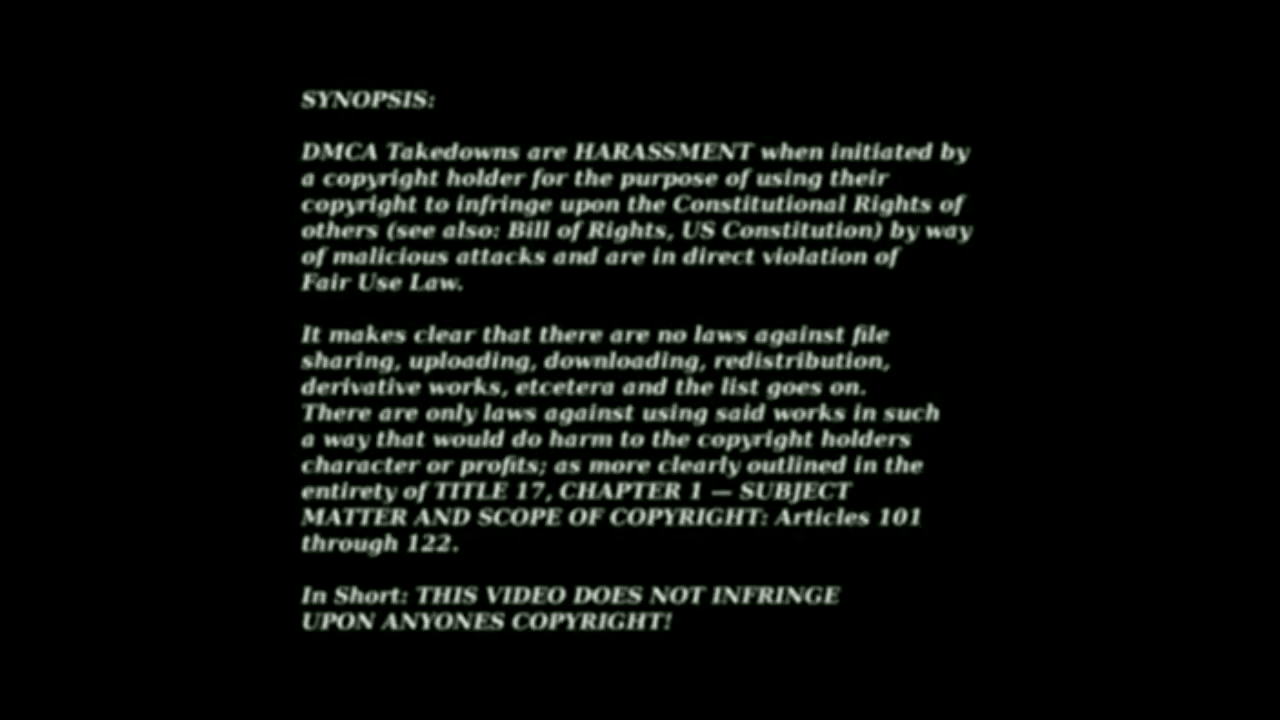 SYNOPSIS:
DMCA Takedowns are HARASSMENT when initiated by
a copyright holder for the purpose of using their
copyright to infringe upon the Constitutional Rights of
others (see also: Bill of Rights, US Constitution) by way
of malicious attacks and are in direct violation of
Fair Use Law.
It makes clear that there are no laws against file
sharing, uploading, downloading, redistribution,
derivative works, etcetera and the list goes on.
There are only laws against using said works in such
a way that would do harm to the copyright holders
character or profits; as more clearly outlined in the
entirety of TITLE 17, CHAPTER 1 — SUBJECT
MATTER AND SCOPE OF COPYRIGHT: Articles 101
through 122.
In Short: THIS VIDEO DOES NOT INFRINGE
UPON ANYONES COPYRIGHT!